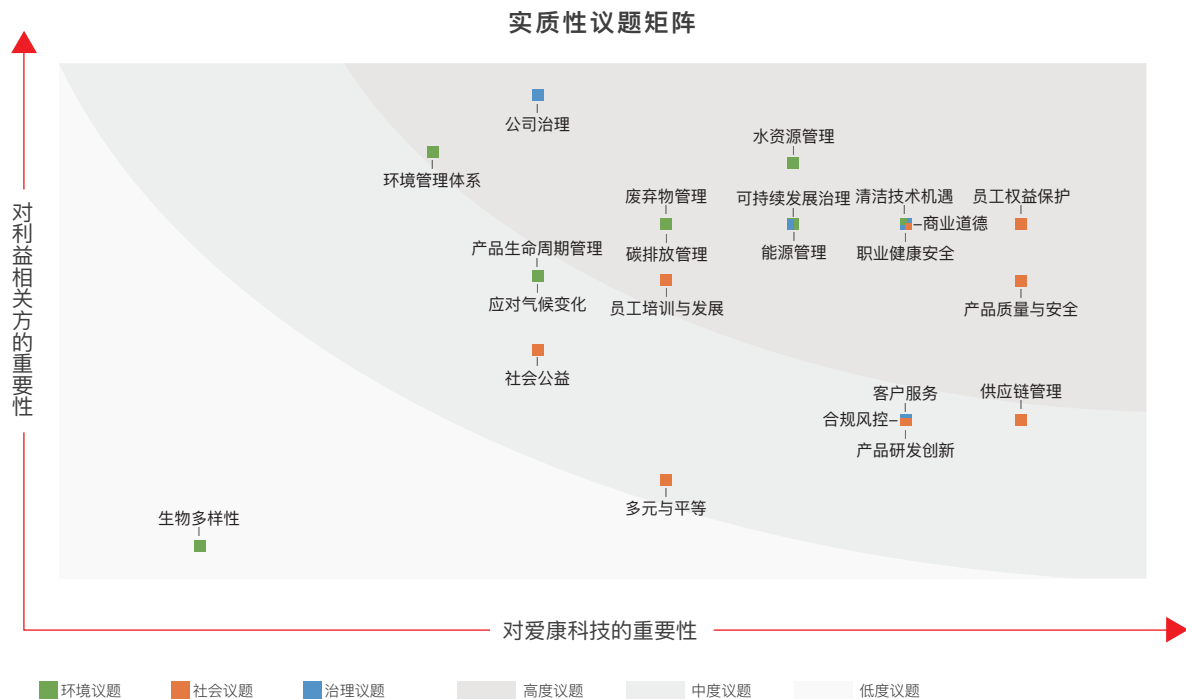 实质性议题矩阵
公司治理
水资源管理
环境管理体系
废弃物管理
可持续发展治理
清洁技术机遇
员工权益保护
商业道德
产品生命周期管理
碳排放管理
能源管理
职业健康安全
应对气候变化
员工培训与发展
产品质量与安全
社会公益
客户服务
供应链管理
合规风控
产品研发创新
多元与平等
生物多样性
对利益相关方的重要性
对爱康科技的重要性
环境议题
社会议题
治理议题
高度议题
中度议题
低度议题